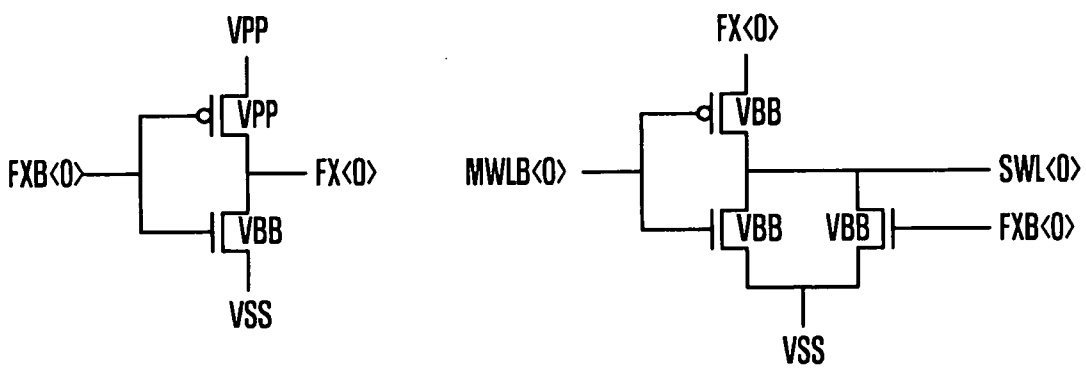 VPP
VPP
FXB<0>
FX<0>
VBB
VSS
FX<0>
VBB
MWLB<0>
SWL<0>
VBB
VBB
FXB<0>
VSS